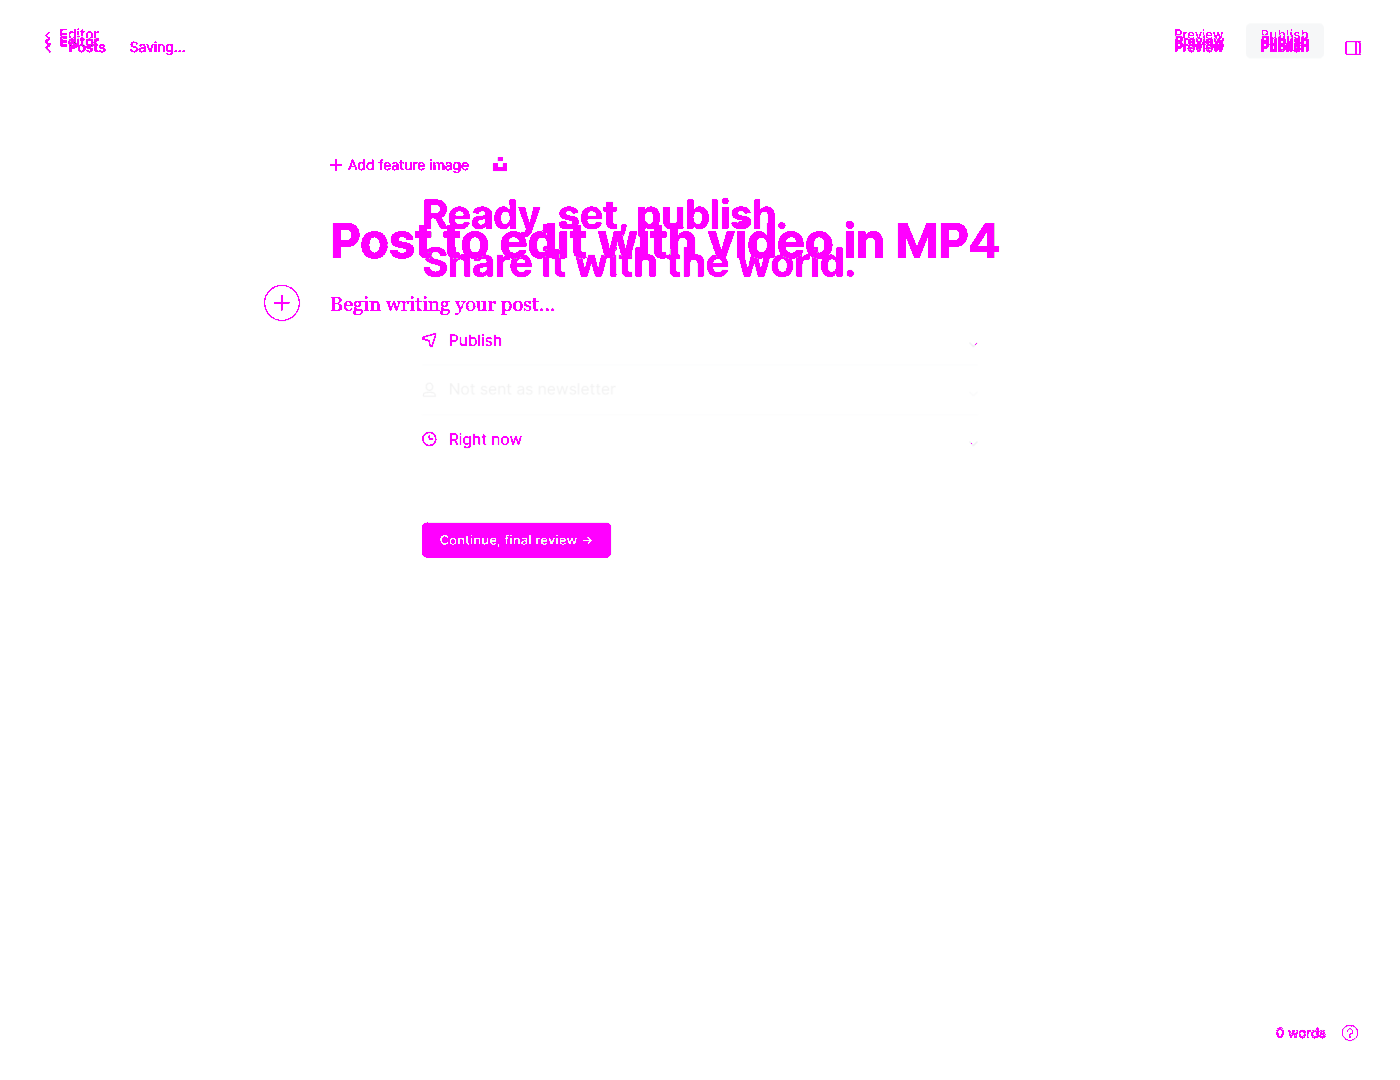 Editor
Editor
Posts
Saving...
Preview
Preview
Preview
Publish
Publish
Publish
Add feature image
Ready, set, publish.
Post to edit with video in MP4
Share it with the world.
Begin writing your post...
Publish
Not sent as newsletter
Right now
Continue, final review →
0 words